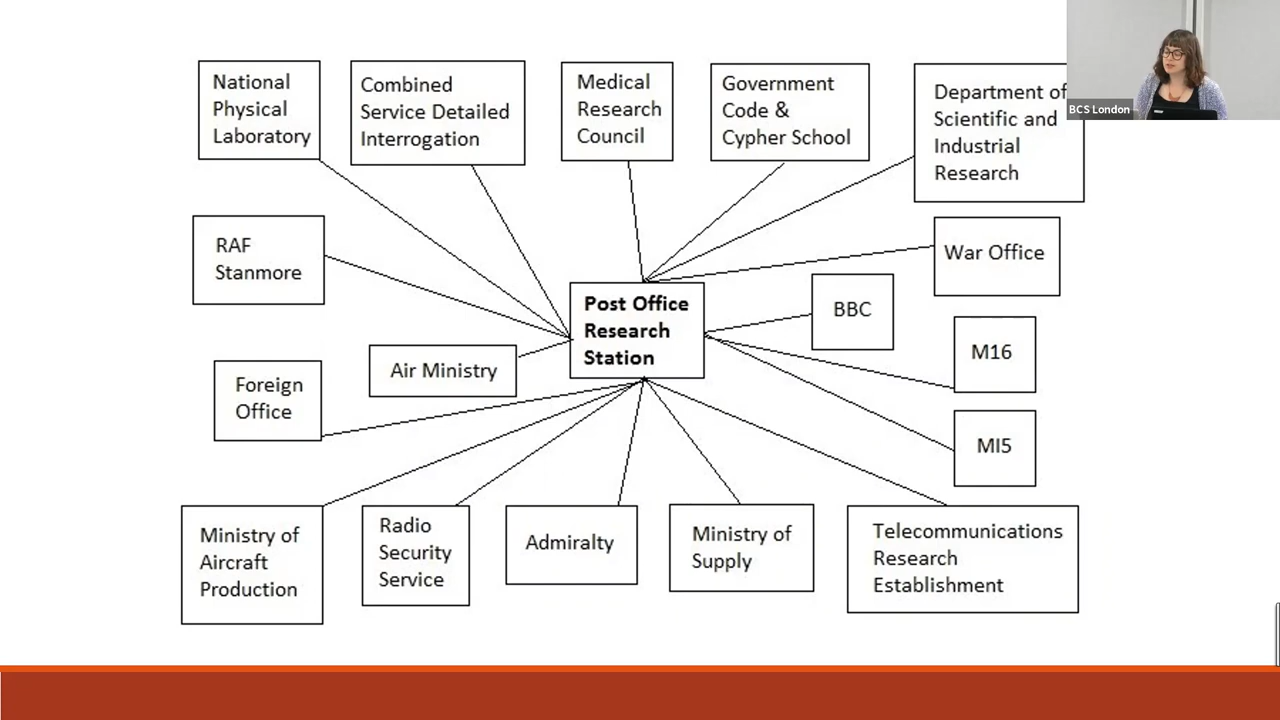 National
Physical
Laboratory
Combined
Service Detailed
Interrogation
Medical
Research
Council
Government
Code &
Cypher School
Department of
Scientific and
Industrial
Research
BCS London
RAF
Stanmore
War Office
Post Office
Research
Station
BBC
M16
Air Ministry
Foreign
Office
MI5
Ministry of
Aircraft
Production
Radio
Security
Service
Admiralty
Ministry of
Supply
Telecommunications
Research
Establishment